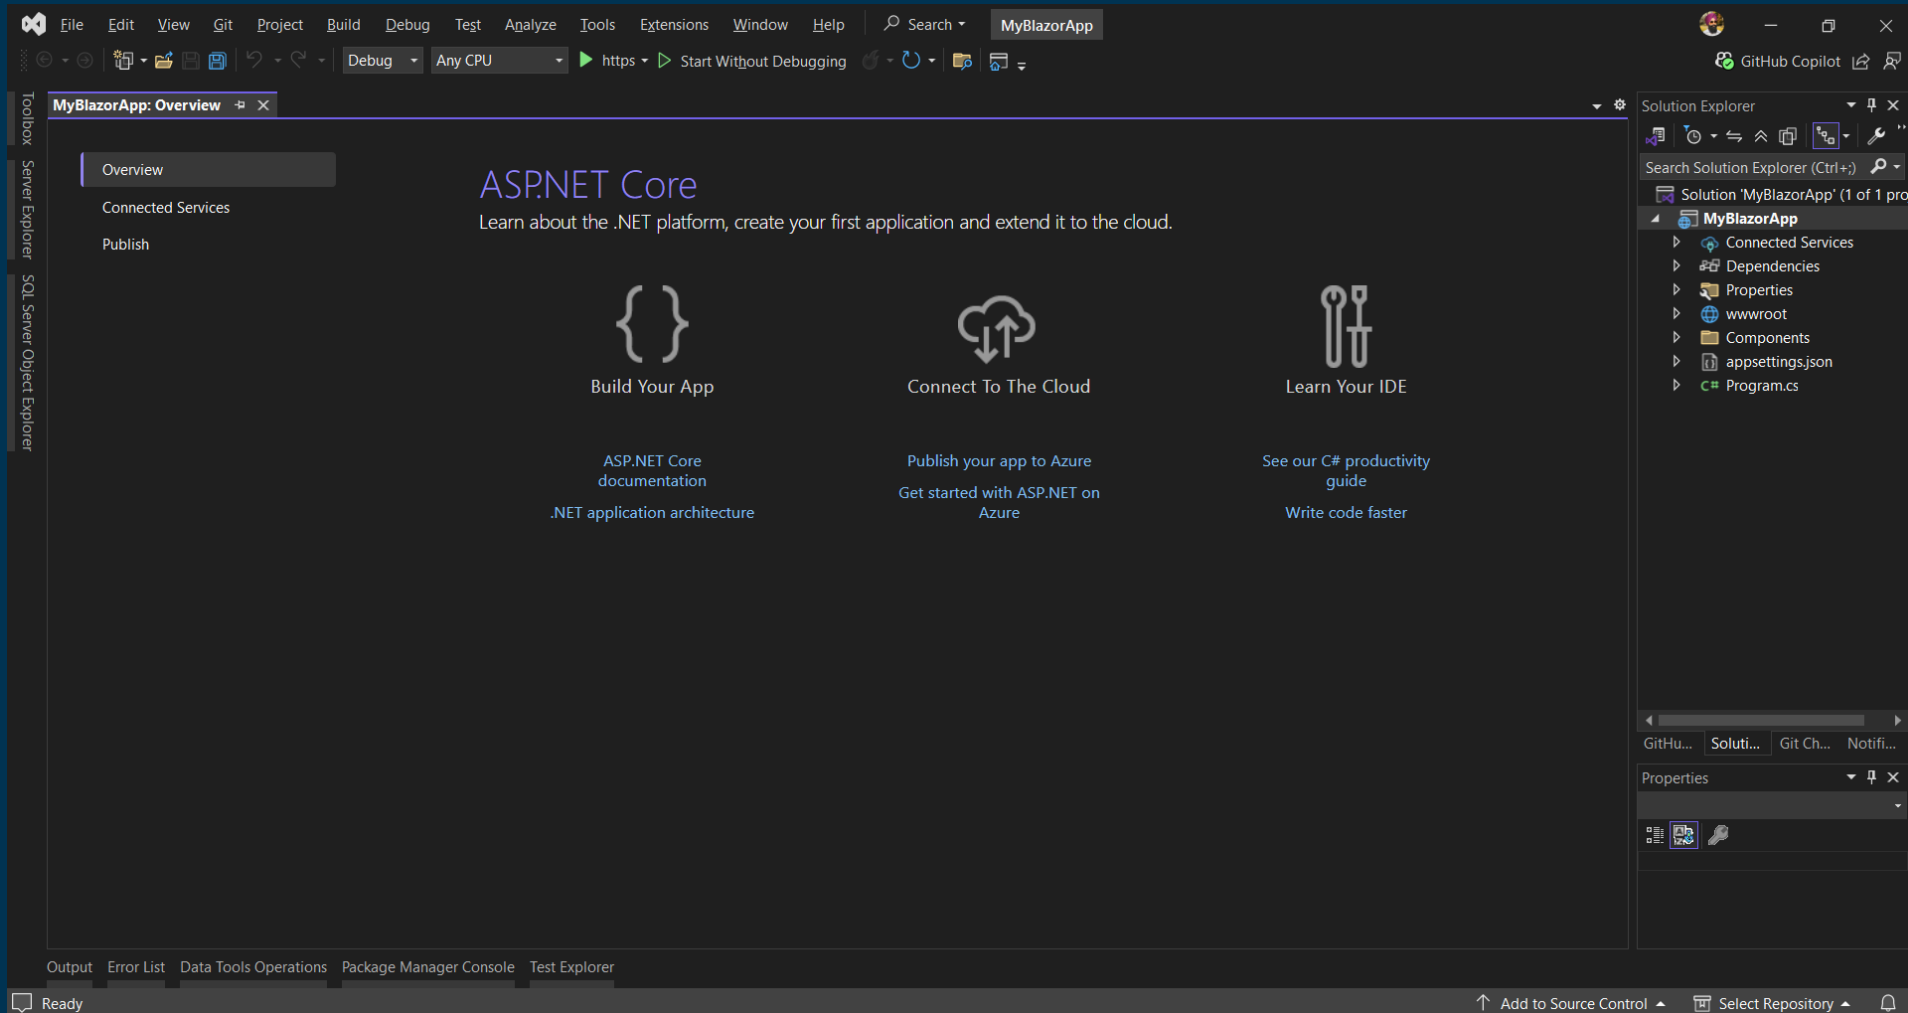 File Edit View Git Project Build Debug Test Analyze Tools Extensions Window Help Search MyBlazorApp
Debug Any CPU https Start Without Debugging GitHub Copilot
Toolbox
Server Explorer
SQL Server Object Explorer
MyBlazorApp: Overview
Overview
Connected Services
Publish
ASP.NET Core
Learn about the .NET platform, create your first application and extend it to the cloud.
Build Your App
ASP.NET Core
documentation
.NET application architecture
Connect To The Cloud
Publish your app to Azure
Get started with ASP.NET on
Azure
Learn Your IDE
See our C# productivity
guide
Write code faster
Solution Explorer
Search Solution Explorer (Ctrl+;)
Solution 'MyBlazorApp' (1 of 1 pro
MyBlazorApp
Connected Services
Dependencies
Properties
wwwroot
Components
appsettings.json
C# Program.cs
GitHu... Soluti... Git Ch... Notifi...
Properties
Output Error List Data Tools Operations Package Manager Console Test Explorer
Ready Add to Source Control Select Repository